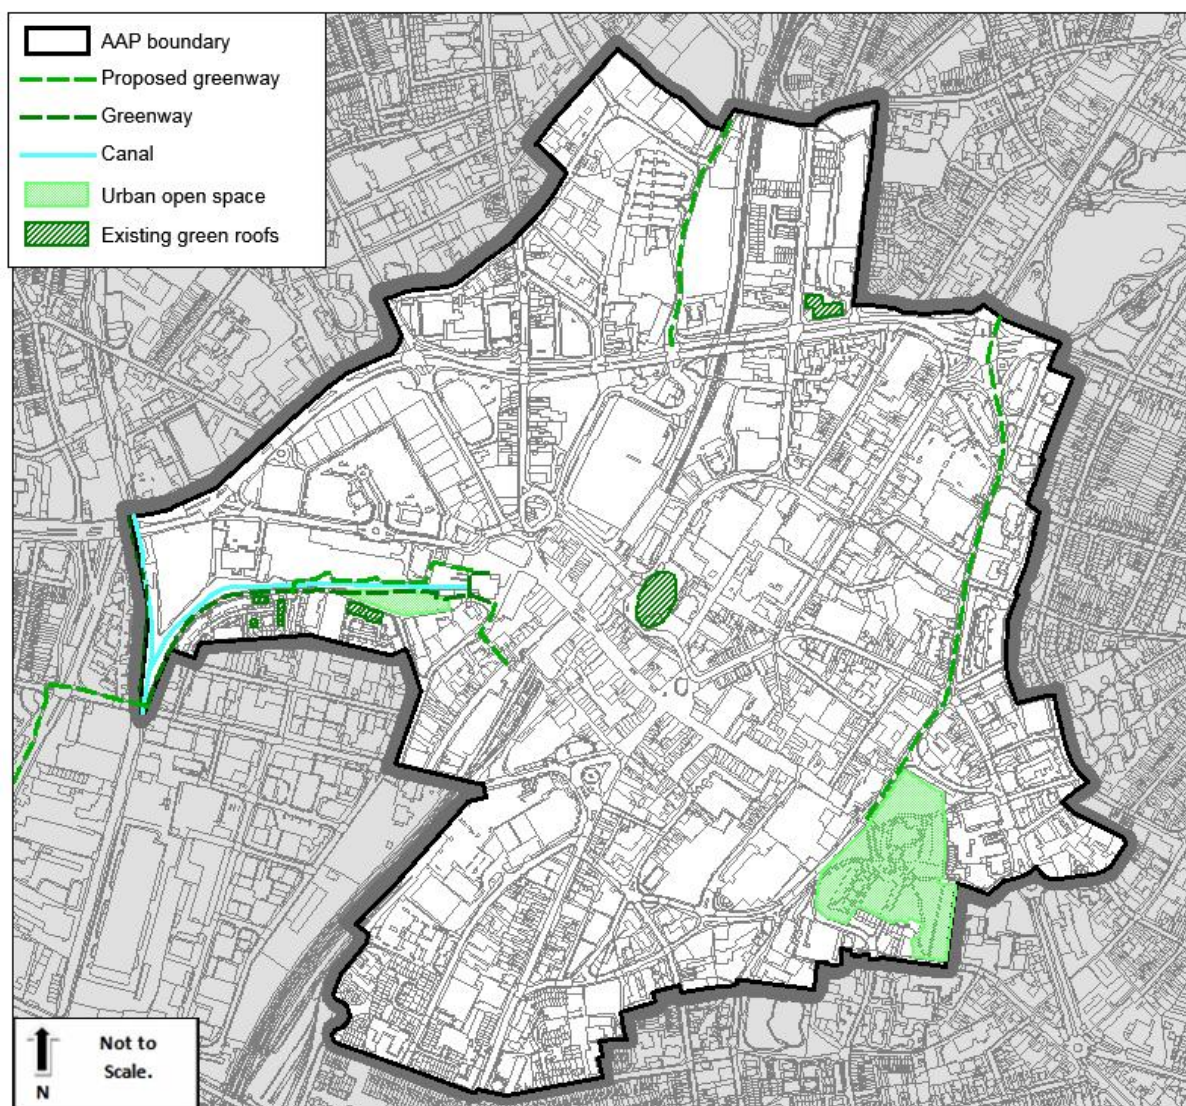 AAP boundary
Proposed greenway
Greenway
Canal
Urban open space
Existing green roofs
Not to
Scale.
N